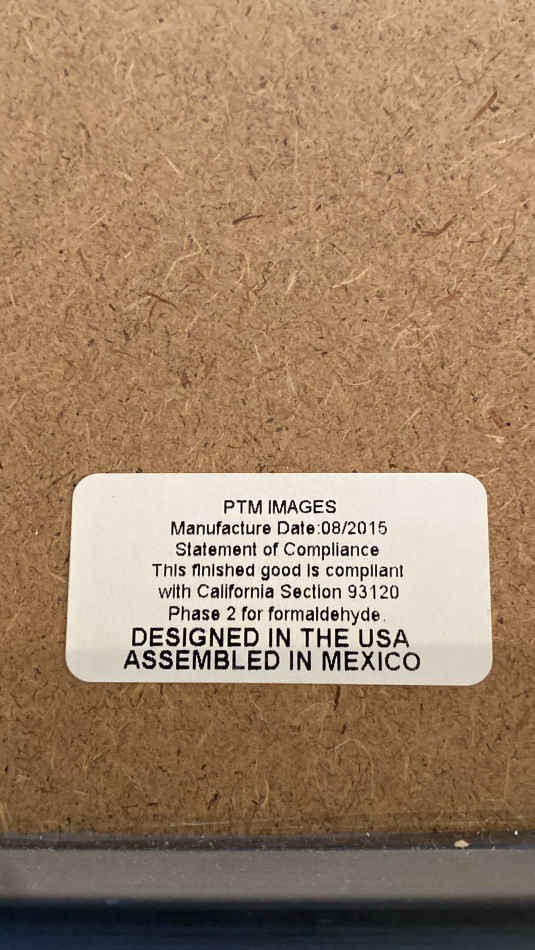 PTM IMAGES
Manufacture Date:08/2015
Statement of Compliance
This finished good is compliant
with California Section 93120
Phase 2 for formaldehyde.
DESIGNED IN THE USA
ASSEMBLED IN MEXICO